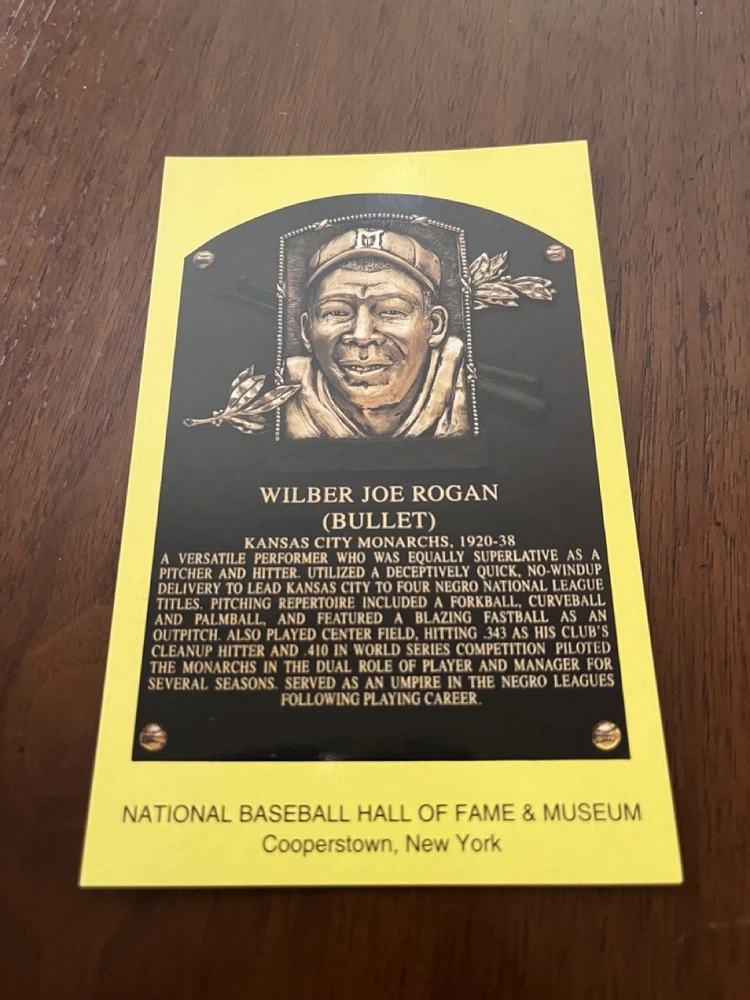 M
WILBER JOE ROGAN
(BULLET)
KANSAS CITY MONARCHS, 1920-38
A VERSATILE PERFORMER WHO WAS EQUALLY SUPERLATIVE AS A
PITCHER AND HITTER. UTILIZED A DECEPTIVELY QUICK, NO-WINDUP
DELIVERY TO LEAD KANSAS CITY TO FOUR NEGRO NATIONAL LEAGUE
TITLES. PITCHING REPERTOIRE INCLUDED A FORKBALL, CURVEBALL
AND PALMBALL, AND FEATURED A BLAZING FASTBALL AS AN
OUTPITCH. ALSO PLAYED CENTER FIELD, HITTING .343 AS HIS CLUB'S
CLEANUP HITTER AND .410 IN WORLD SERIES COMPETITION PILOTED
THE MONARCHS IN THE DUAL ROLE OF PLAYER AND MANAGER FOR
SEVERAL SEASONS. SERVED AS AN UMPIRE IN THE NEGRO LEAGUES
FOLLOWING PLAYING CAREER.
NATIONAL BASEBALL HALL OF FAME & MUSEUM
Cooperstown, New York